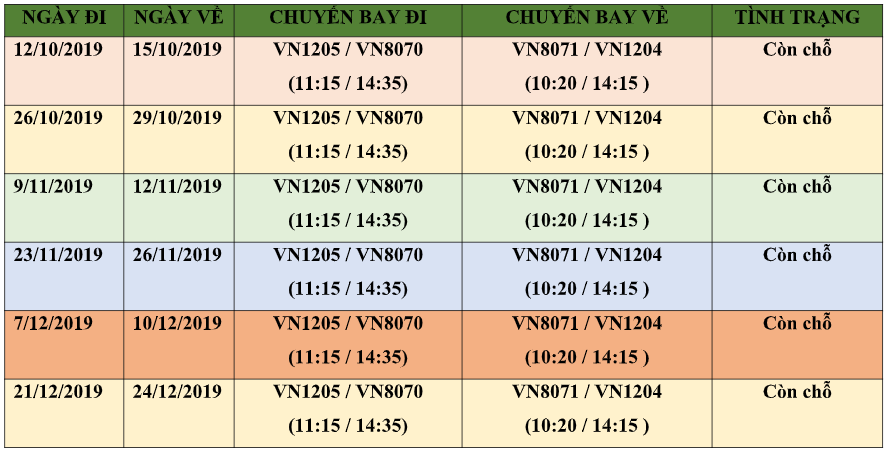 NGÀY ĐI NGÀY VỀ CHUYẾN BAY ĐI CHUYẾN BAY VỀ TÌNH TRẠNG
12/10/2019 15/10/2019 VN1205 / VN8070 VN8071 / VN1204 Còn chỗ
(11:15 / 14:35) (10:20 / 14:15 )
26/10/2019 29/10/2019 VN1205 / VN8070 VN8071 / VN1204 Còn chỗ
(11:15 / 14:35) (10:20 / 14:15 )
9/11/2019 12/11/2019 VN1205 / VN8070 VN8071 / VN1204 Còn chỗ
(11:15 / 14:35) (10:20 / 14:15 )
23/11/2019 26/11/2019 VN1205 / VN8070 VN8071 / VN1204 Còn chỗ
(11:15 / 14:35) (10:20 / 14:15 )
7/12/2019 10/12/2019 VN1205 / VN8070 VN8071 / VN1204 Còn chỗ
(11:15 / 14:35) (10:20 / 14:15 )
21/12/2019 24/12/2019 VN1205 / VN8070 VN8071 / VN1204 Còn chỗ
(11:15 / 14:35) (10:20 / 14:15 )